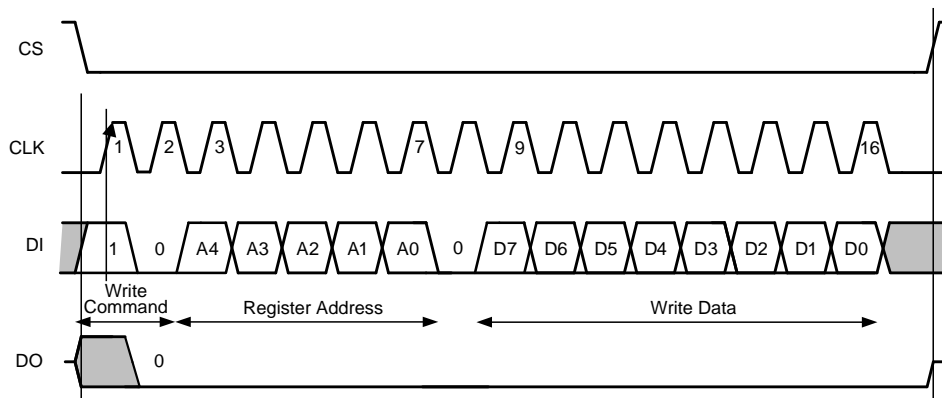 CS
CLK 1 2 3 7 9 16
DI 1 0 A4 A3 A2 A1 A0 0 D7 D6 D5 D4 D3 D2 D1 D0
Write
Command Register Address Write Data
DO 0